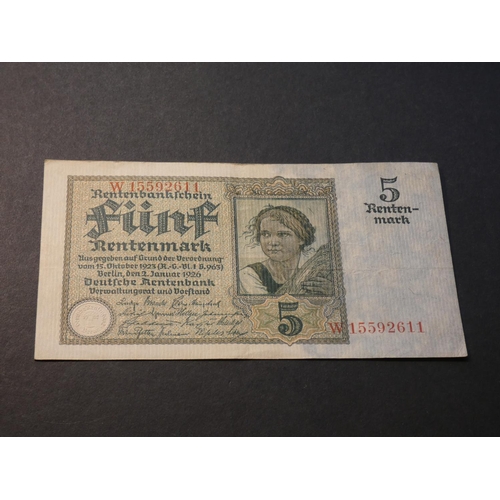 W 15592611
Rentenbankschein
Fünf
Rentenmark
Ausgegeben auf Grund der Verordnung
vom 15. Oktober 1923 (R.-G.-Bl. I S. 963)
Berlin, den 2. Januar 1926
Deutsche Rentenbank
Verwaltungsrat und Vorstand
5
5
Renten-
mark
W 15592611